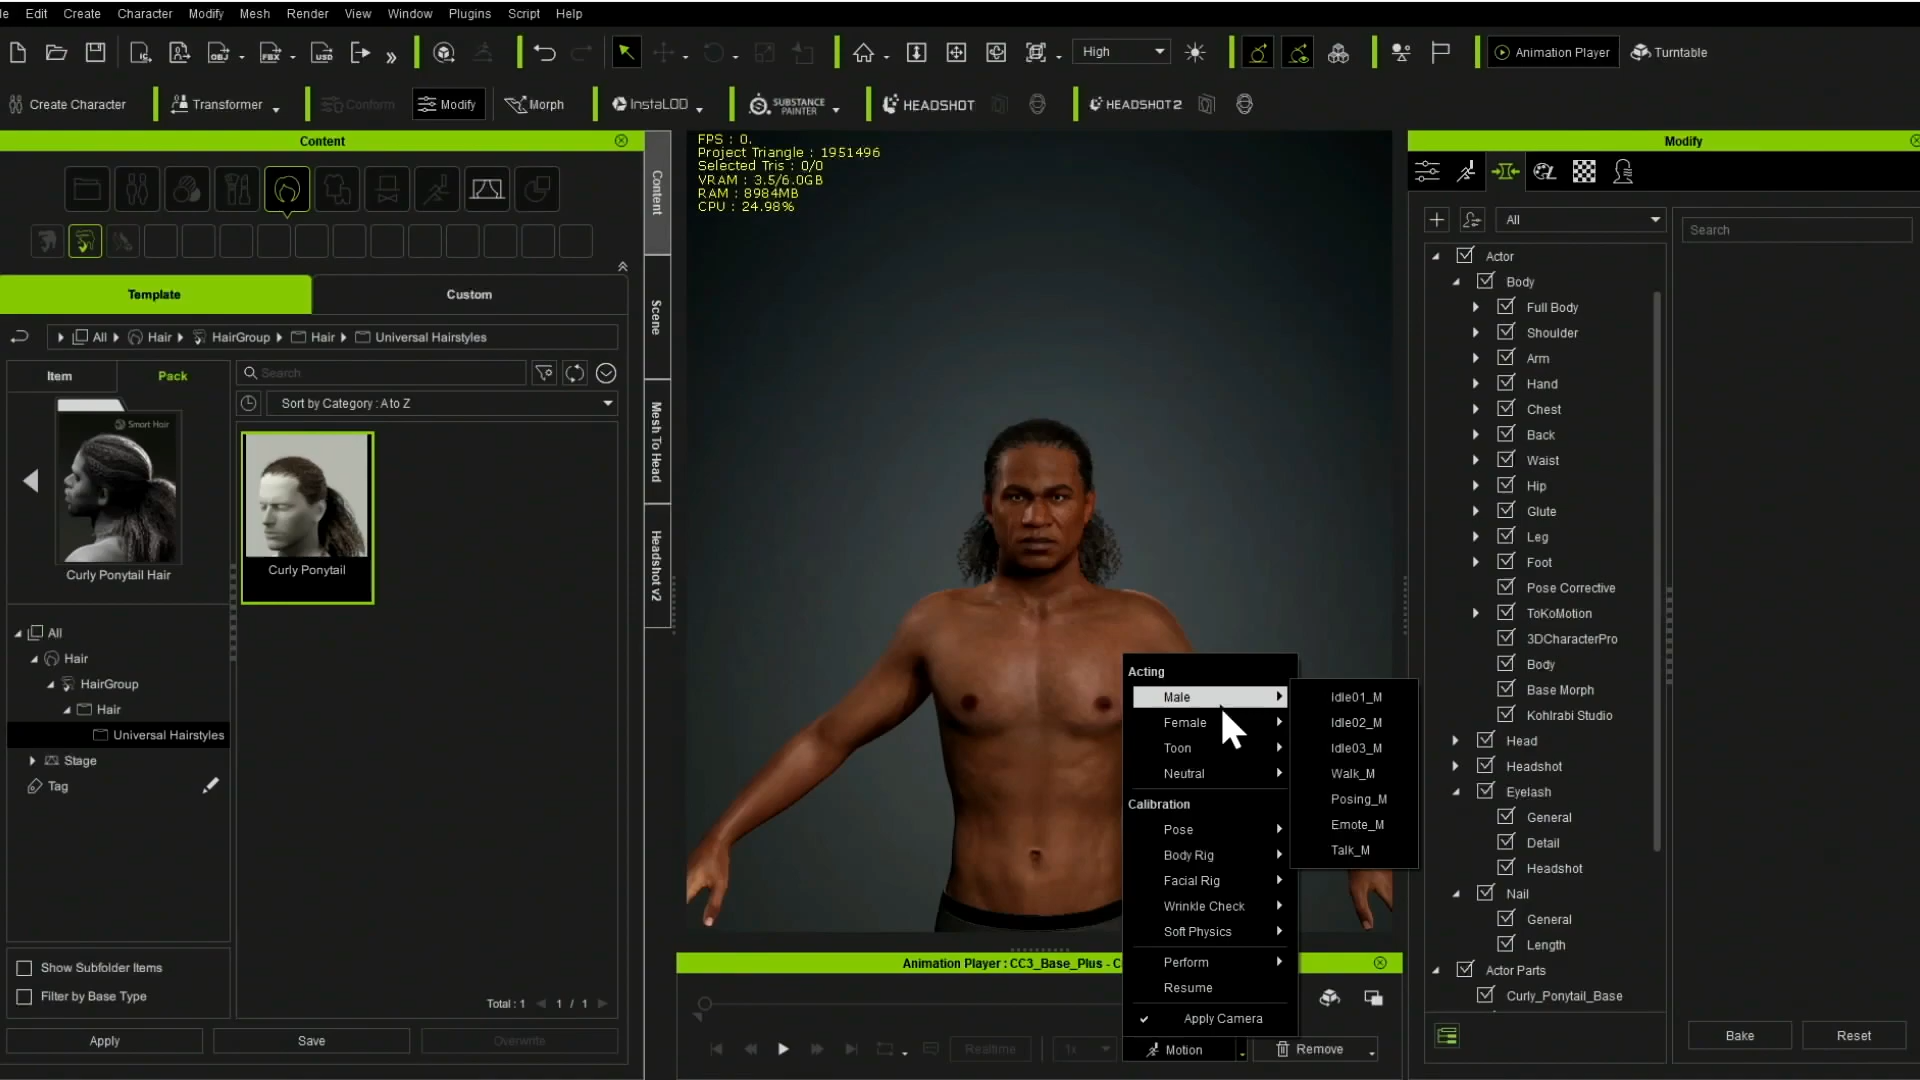 Edit Create Character Modify Mesh Render View Window Plugins Script Help
High
Animation Player
Turntable
Create Character
Transformer
Conform
Modify
Morph
InstaLOD
SUBSTANCE PAINTER
HEADSHOT
HEADSHOT 2
Content
Template
Custom
All
Hair
HairGroup
Hair
Universal Hairstyles
Item
Pack
Search
Sort by Category : A to Z
Smart Hair
Curly Ponytail Hair
Curly Ponytail
All
Hair
HairGroup
Hair
Universal Hairstyles
Stage
Tag
Show Subfolder Items
Filter by Base Type
Total : 1
1 / 1
Apply
Save
Overwrite
Content
Scene
Mesh To Head
Headshot v2
FPS : 0.
Project Triangle : 1951496
Selected Tris : 0/0
VRAM : 3.5/6.0GB
RAM : 8984MB
CPU : 24.98%
Acting
Male
Female
Toon
Neutral
Calibration
Pose
Body Rig
Facial Rig
Wrinkle Check
Soft Physics
Perform
Resume
Apply Camera
Idle01_M
Idle02_M
Idle03_M
Walk_M
Posing_M
Emote_M
Talk_M
Animation Player : CC3_Base_Plus - C
Realtime
1x
Motion
Remove
Modify
All
Search
Actor
Body
Full Body
Shoulder
Arm
Hand
Chest
Back
Waist
Hip
Glute
Leg
Foot
Pose Corrective
ToKoMotion
3DCharacterPro
Body
Base Morph
Kohlrabi Studio
Head
Headshot
Eyelash
General
Detail
Headshot
Nail
General
Length
Actor Parts
Curly_Ponytail_Base
Bake
Reset